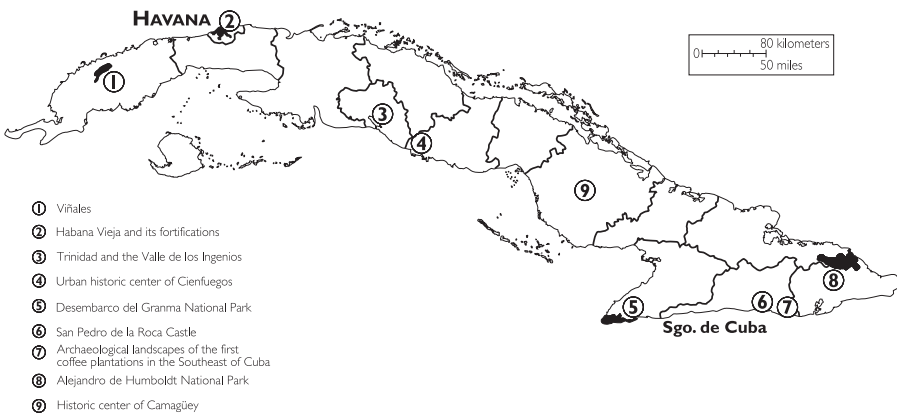 HAVANA ②
80 kilometers
0
50 miles
①
③
④
⑨
⑧
⑤
⑥
⑦
Sgo. de Cuba
① Viñales
② Habana Vieja and its fortifications
③ Trinidad and the Valle de los Ingenios
④ Urban historic center of Cienfuegos
⑤ Desembarco del Granma National Park
⑥ San Pedro de la Roca Castle
⑦ Archaeological landscapes of the first
coffee plantations in the Southeast of Cuba
⑧ Alejandro de Humboldt National Park
⑨ Historic center of Camagüey